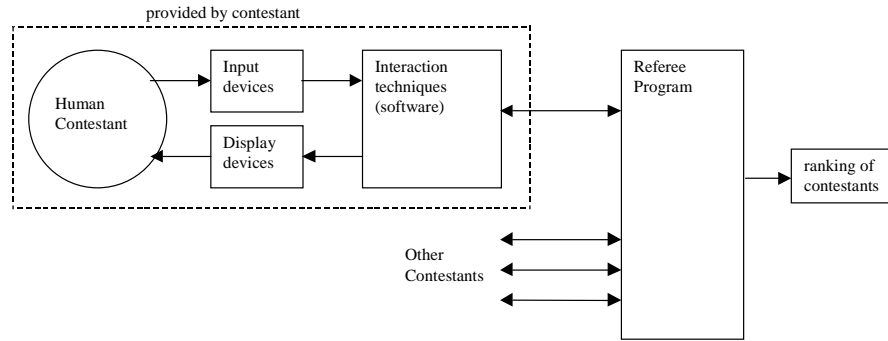 provided by contestant
Human
Contestant
Input
devices
Display
devices
Interaction
techniques
(software)
Referee
Program
ranking of
contestants
Other
Contestants